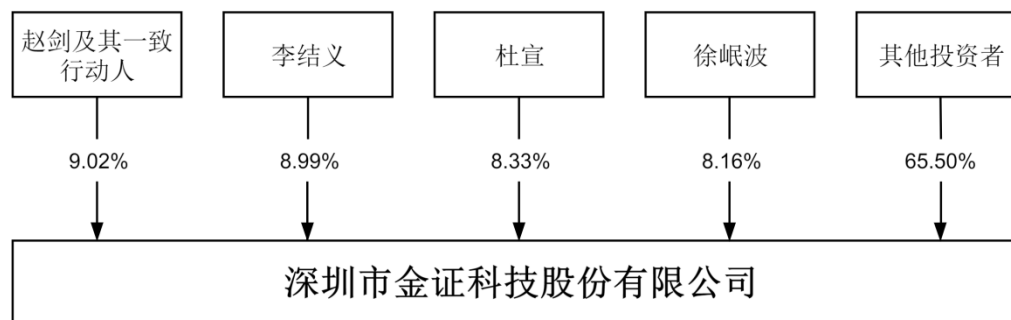 赵剑及其一致
行动人
李结义
杜宣
徐岷波
其他投资者
9.02%
8.99%
8.33%
8.16%
65.50%
深圳市金证科技股份有限公司